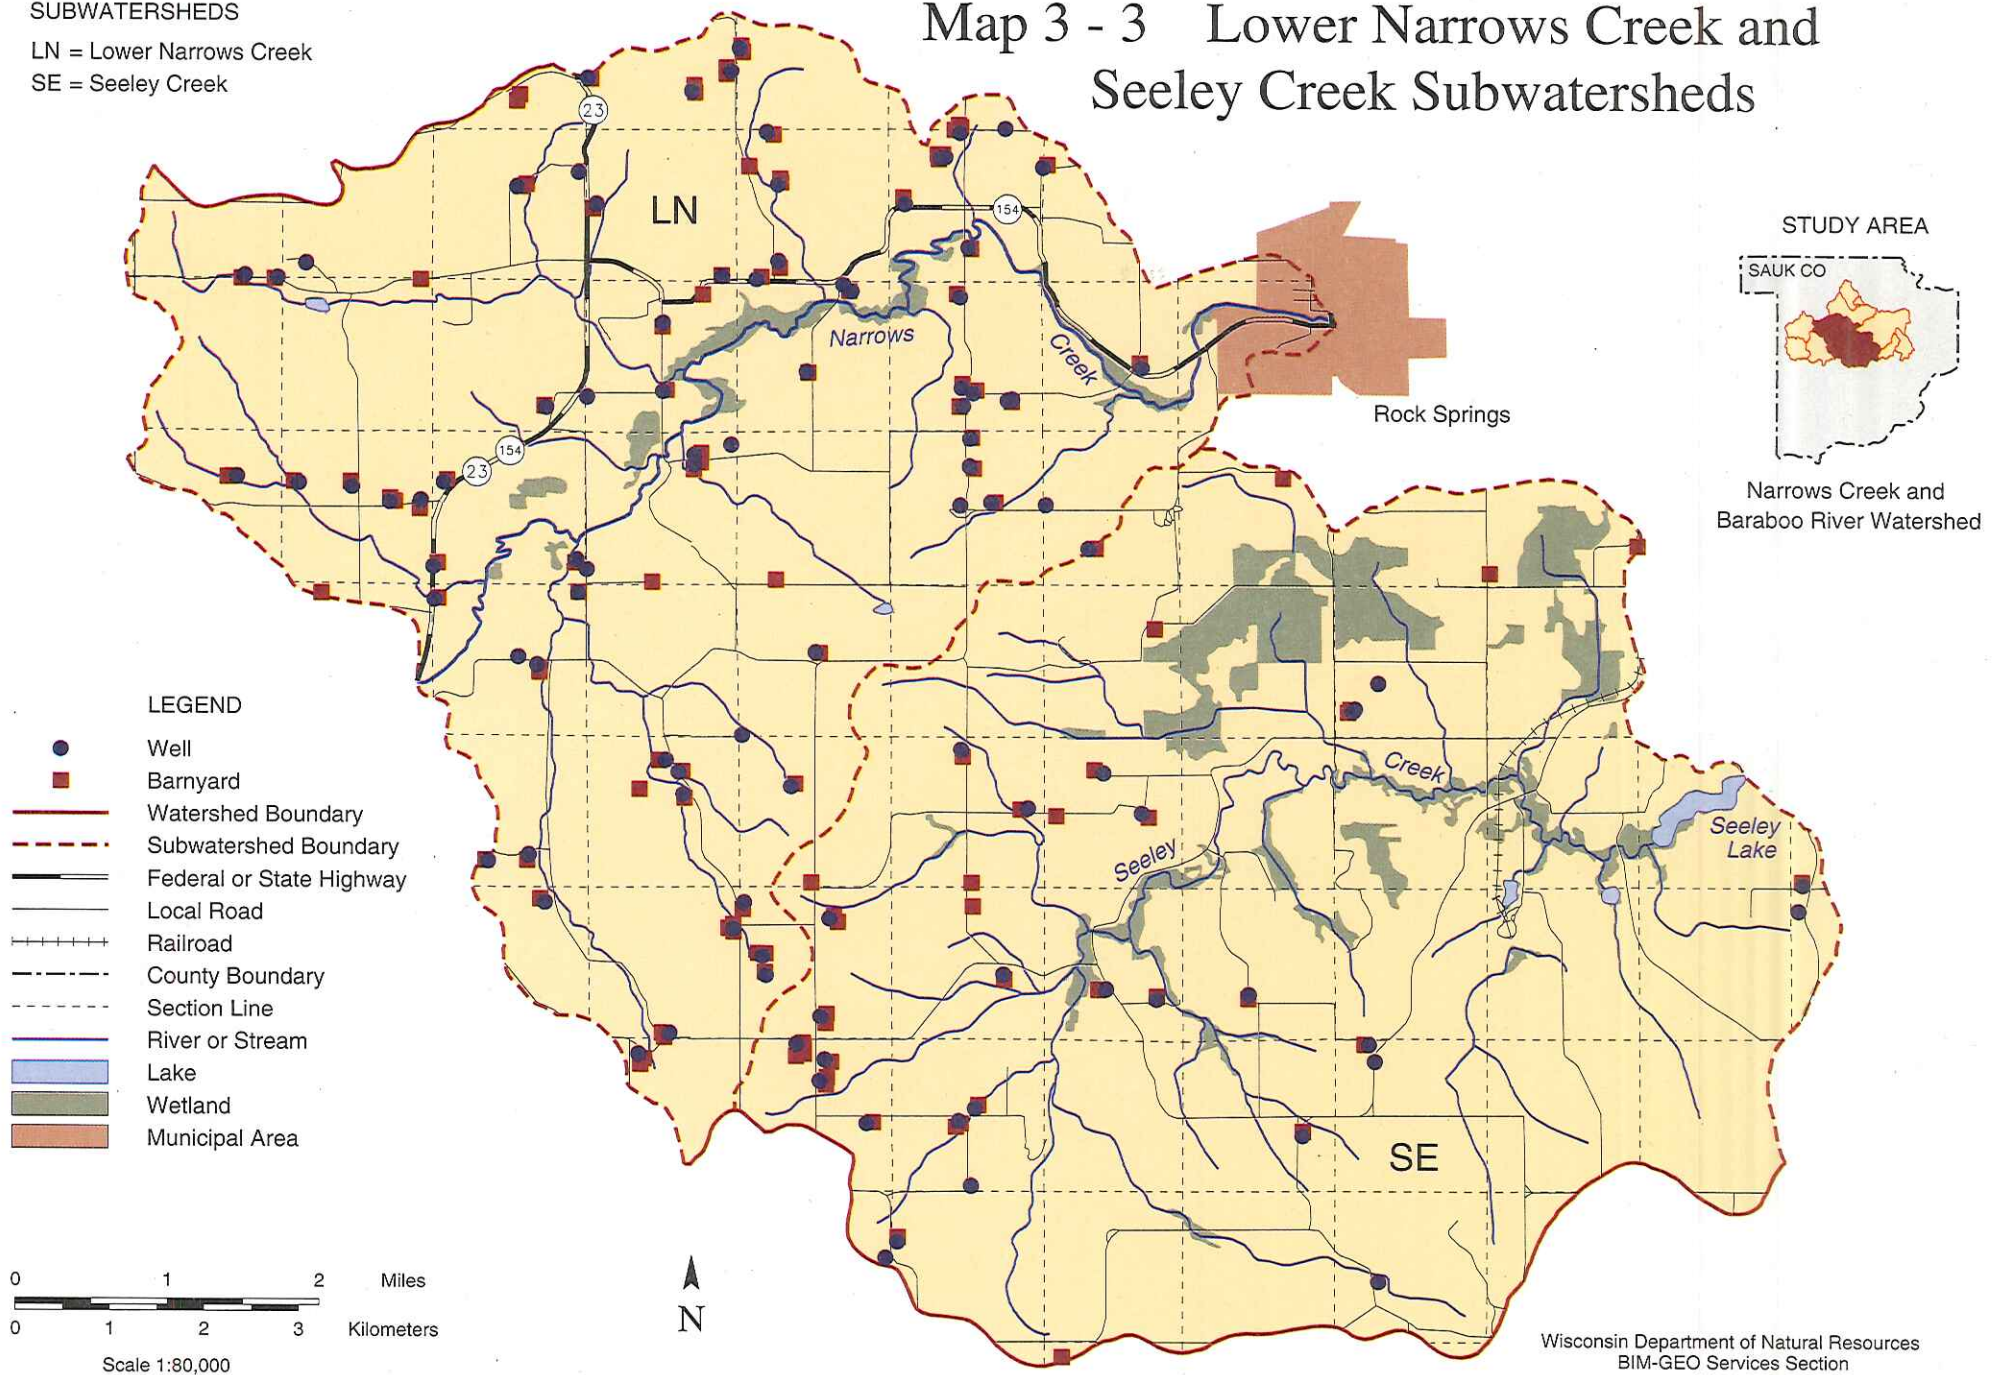 SUBWATERSHEDS
LN = Lower Narrows Creek
SE = Seeley Creek
Map 3 - 3 Lower Narrows Creek and
Seeley Creek Subwatersheds
23
LN
154
STUDY AREA
SAUK CO
Narrows Creek and
Baraboo River Watershed
Narrows
Creek
Rock Springs
154
23
LEGEND
Well
Barnyard
Watershed Boundary
Subwatershed Boundary
Federal or State Highway
Local Road
Railroad
County Boundary
Section Line
River or Stream
Lake
Wetland
Municipal Area
Creek
Seeley
Seeley
Lake
SE
0 1 2 Miles
0 1 2 3 Kilometers
Scale 1:80,000
N
Wisconsin Department of Natural Resources
BIM-GEO Services Section